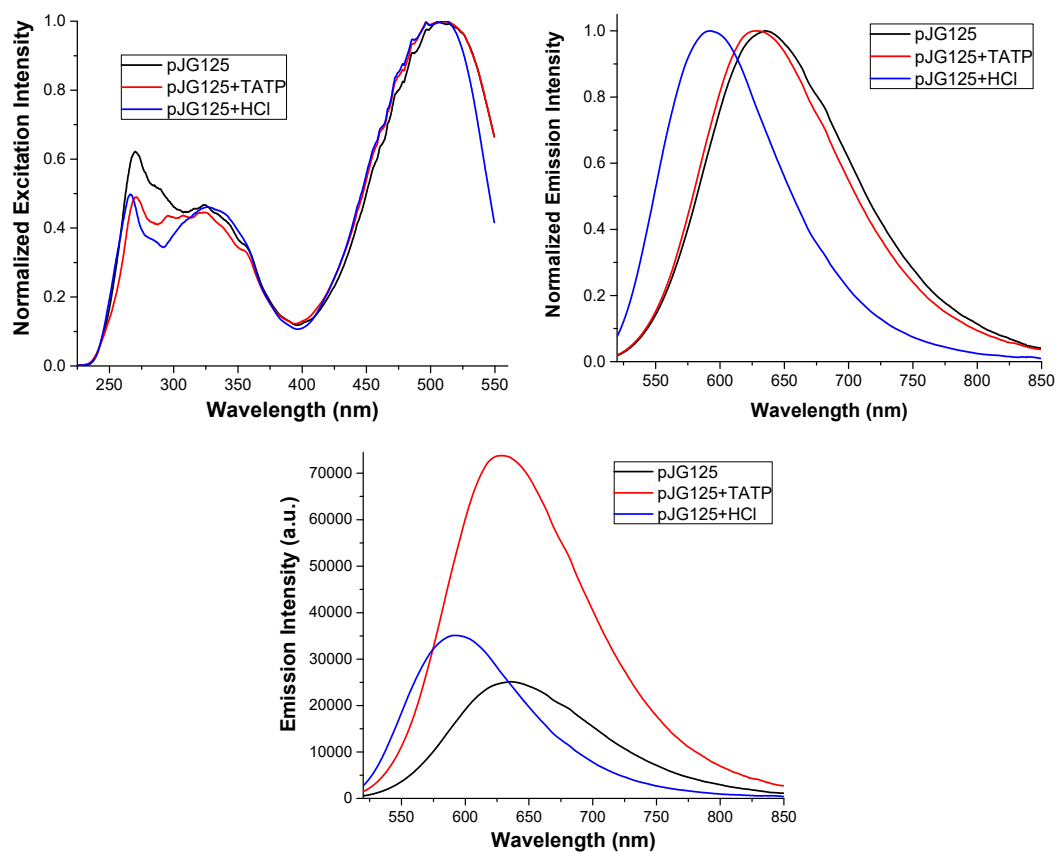 Normalized Excitation Intensity
1.0
0.8
0.6
0.4
0.2
0.0
pJG125
pJG125+TATP
pJG125+HCl
250 300 350 400 450 500 550
Wavelength (nm)
Normalized Emission Intensity
1.0
0.8
0.6
0.4
0.2
0.0
pJG125
pJG125+TATP
pJG125+HCl
550 600 650 700 750 800 850
Wavelength (nm)
Emission Intensity (a.u.)
70000
60000
50000
40000
30000
20000
10000
0
pJG125
pJG125+TATP
pJG125+HCl
550 600 650 700 750 800 850
Wavelength (nm)